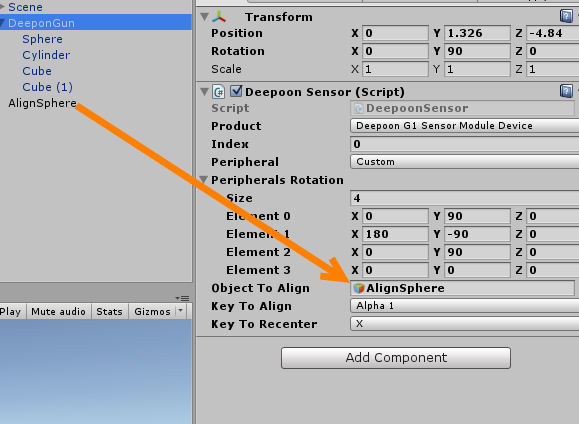 Scene
DeeponGun
Sphere
Cylinder
Cube
Cube (1)
AlignSphere
Play Mute audio Stats Gizmos
Transform
Position X 0 Y 1.326 Z -4.84
Rotation X 0 Y 90 Z 0
Scale X 1 Y 1 Z 1
Deepoon Sensor (Script)
Script DeepoonSensor
Product Deepoon G1 Sensor Module Device
Index 0
Peripheral Custom
Peripherals Rotation
Size 4
Element 0 X 0 Y 90 Z 0
Element 1 X 180 Y -90 Z 0
Element 2 X 0 Y 90 Z 0
Element 3 X 0 Y 0 Z 0
Object To Align AlignSphere
Key To Align Alpha 1
Key To Recenter X
Add Component